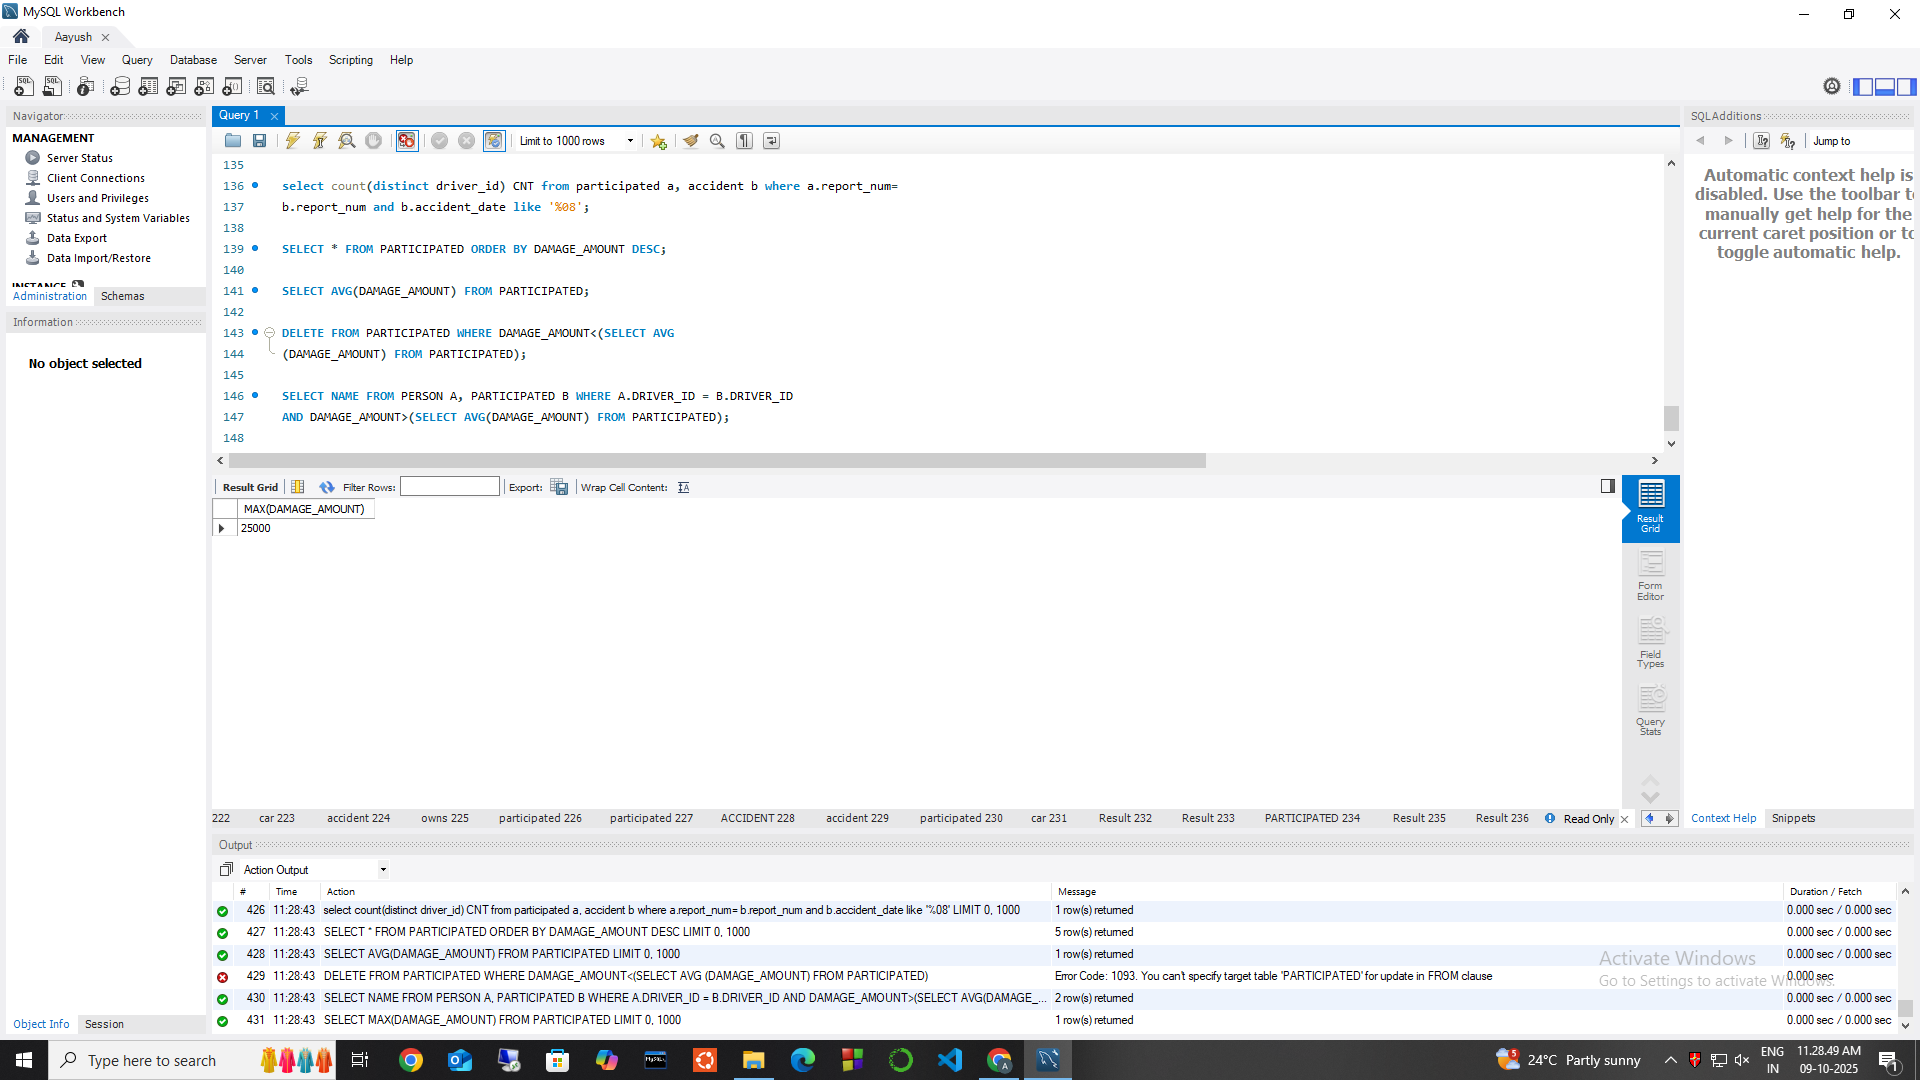 MySQL Workbench
Aayush
File Edit View Query Database Server Tools Scripting Help
Navigator
MANAGEMENT
Server Status
Client Connections
Users and Privileges
Status and System Variables
Data Export
Data Import/Restore
INSTANCE
Administration Schemas
Information
No object selected
Object Info Session
Query 1
Limit to 1000 rows
135
136 select count(distinct driver_id) CNT from participated a, accident b where a.report_num=
137 b.report_num and b.accident_date like '%08';
138
139 SELECT * FROM PARTICIPATED ORDER BY DAMAGE_AMOUNT DESC;
140
141 SELECT AVG(DAMAGE_AMOUNT) FROM PARTICIPATED;
142
143 DELETE FROM PARTICIPATED WHERE DAMAGE_AMOUNT<(SELECT AVG
144 (DAMAGE_AMOUNT) FROM PARTICIPATED);
145
146 SELECT NAME FROM PERSON A, PARTICIPATED B WHERE A.DRIVER_ID = B.DRIVER_ID
147 AND DAMAGE_AMOUNT>(SELECT AVG(DAMAGE_AMOUNT) FROM PARTICIPATED);
148
Result Grid Filter Rows: Export: Wrap Cell Content:
MAX(DAMAGE_AMOUNT)
25000
Result
Grid
Form
Editor
Field
Types
Query
Stats
222 car 223 accident 224 owns 225 participated 226 participated 227 ACCIDENT 228 accident 229 participated 230 car 231 Result 232 Result 233 PARTICIPATED 234 Result 235 Result 236 Read Only
SQLAdditions
Jump to
Automatic context help is
disabled. Use the toolbar to
manually get help for the
current caret position or to
toggle automatic help.
Context Help Snippets
Output
Action Output
# Time Action Message Duration / Fetch
426 11:28:43 select count(distinct driver_id) CNT from participated a, accident b where a.report_num= b.report_num and b.accident_date like '%08' LIMIT 0, 1000 1 row(s) returned 0.000 sec / 0.000 sec
427 11:28:43 SELECT * FROM PARTICIPATED ORDER BY DAMAGE_AMOUNT DESC LIMIT 0, 1000 5 row(s) returned 0.000 sec / 0.000 sec
428 11:28:43 SELECT AVG(DAMAGE_AMOUNT) FROM PARTICIPATED LIMIT 0, 1000 1 row(s) returned 0.000 sec / 0.000 sec
429 11:28:43 DELETE FROM PARTICIPATED WHERE DAMAGE_AMOUNT<(SELECT AVG (DAMAGE_AMOUNT) FROM PARTICIPATED) Error Code: 1093. You can't specify target table 'PARTICIPATED' for update in FROM clause 0.000 sec
430 11:28:43 SELECT NAME FROM PERSON A, PARTICIPATED B WHERE A.DRIVER_ID = B.DRIVER_ID AND DAMAGE_AMOUNT>(SELECT AVG(DAMAGE_... 2 row(s) returned 0.000 sec / 0.000 sec
431 11:28:43 SELECT MAX(DAMAGE_AMOUNT) FROM PARTICIPATED LIMIT 0, 1000 1 row(s) returned 0.000 sec / 0.000 sec
Activate Windows
Go to Settings to activate Windows.
Type here to search
24°C Partly sunny
ENG
IN
11.28.49 AM
09-10-2025